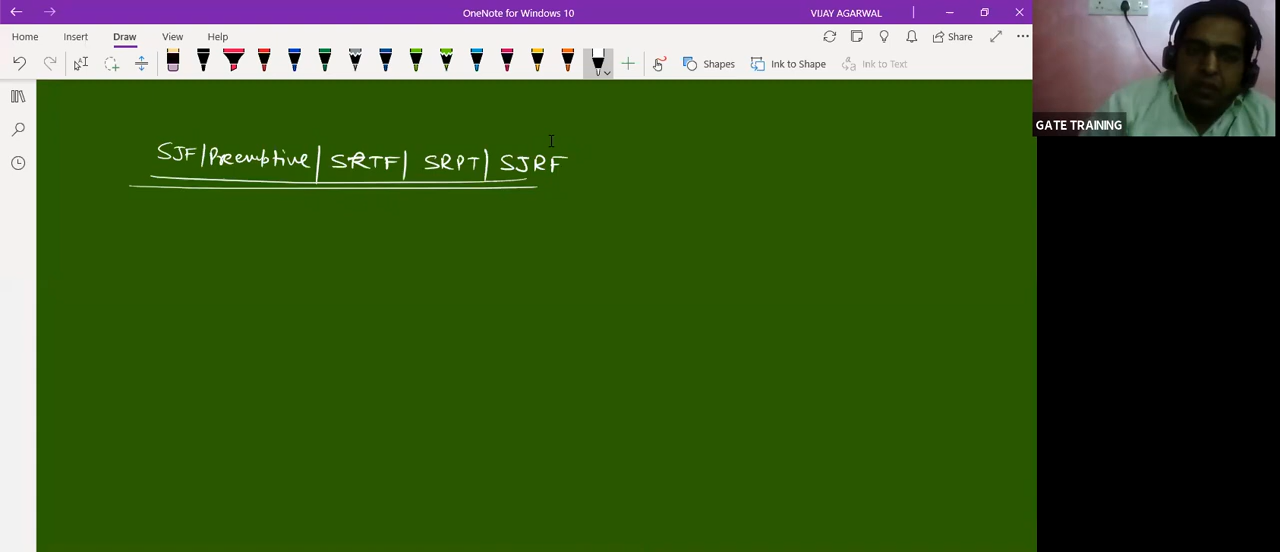 OneNote for Windows 10
VIJAY AGARWAL
Home Insert Draw View Help
Share
Shapes Ink to Shape Ink to Text
GATE TRAINING
SJF|Preemptive| SRTF| SRPT| SJRF